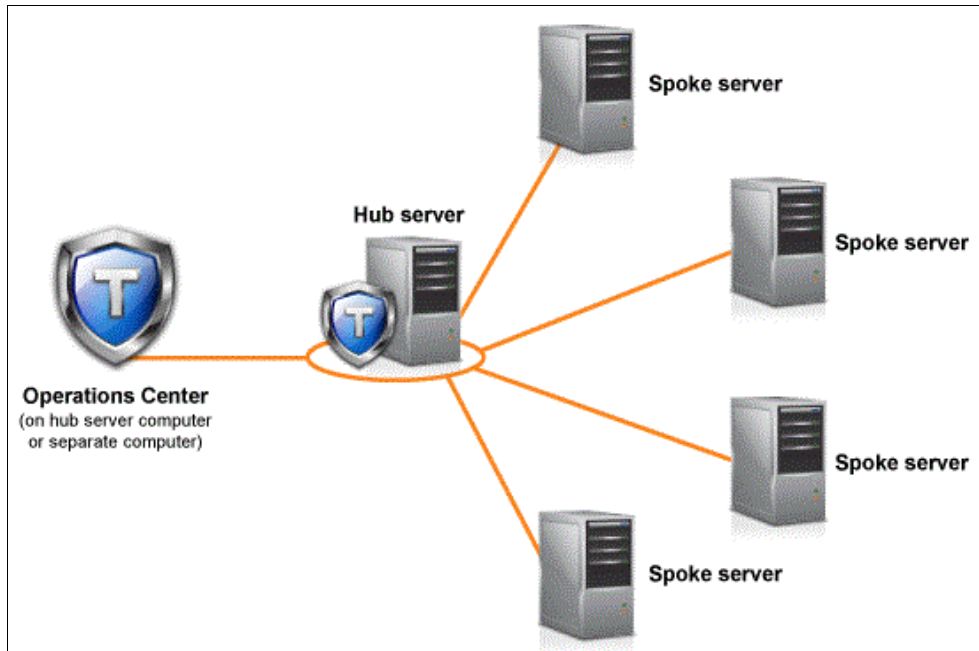 Spoke server
Hub server
Spoke server
T
T
Operations Center
(on hub server computer
or separate computer)
Spoke server
Spoke server